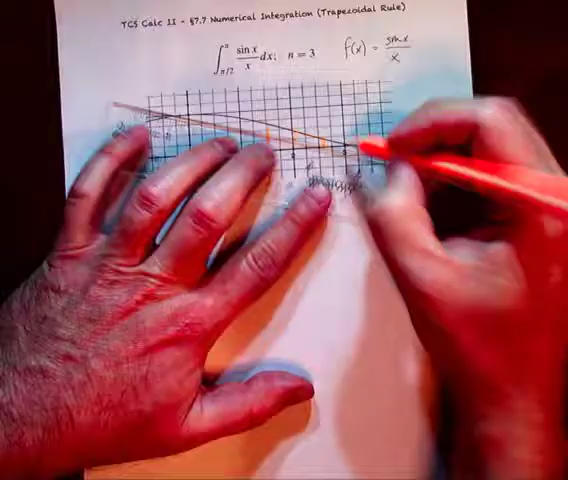 TCS Calc II - §7.7 Numerical Integration (Trapezoidal Rule)
∫_{π/2}^{π} sin x / x dx; n = 3 f(x) = sin x / x